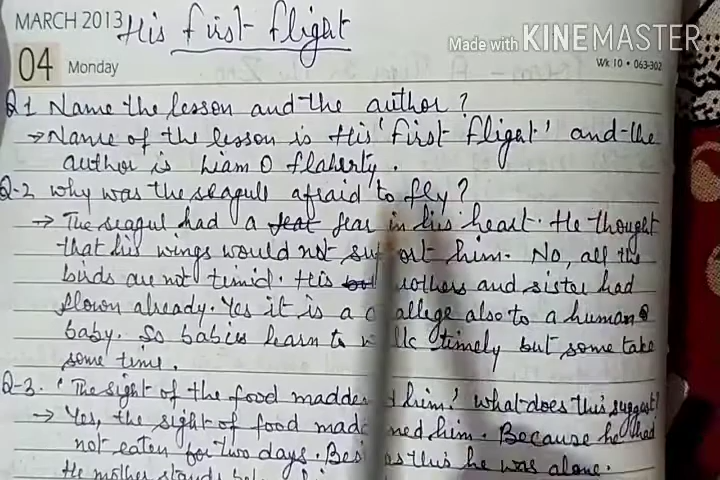 MARCH 2013 His first flight
Made with KINEMASTER
04 Monday
Wk 10 • 063-302
Q1 Name the lesson and the author?
→ Name of the lesson is His 'first flight' and the
author is Liam O flaherty.
Q-2 why was the seagull afraid to fly?
→ The seagul had a feat fear in his heart. He thought
that his wings would not support him. No, all the
birds are not timid. His brothers and sister had
flown already. Yes it is a challege also to a human
baby. So babies learn to walk timely but some take
some time.
Q-3. 'The sight of the food maddened him.' what does this suggest?
→ Yes, the sight of food maddened him. Because he had
not eaten for two days. Besides this he was alone.
The mother